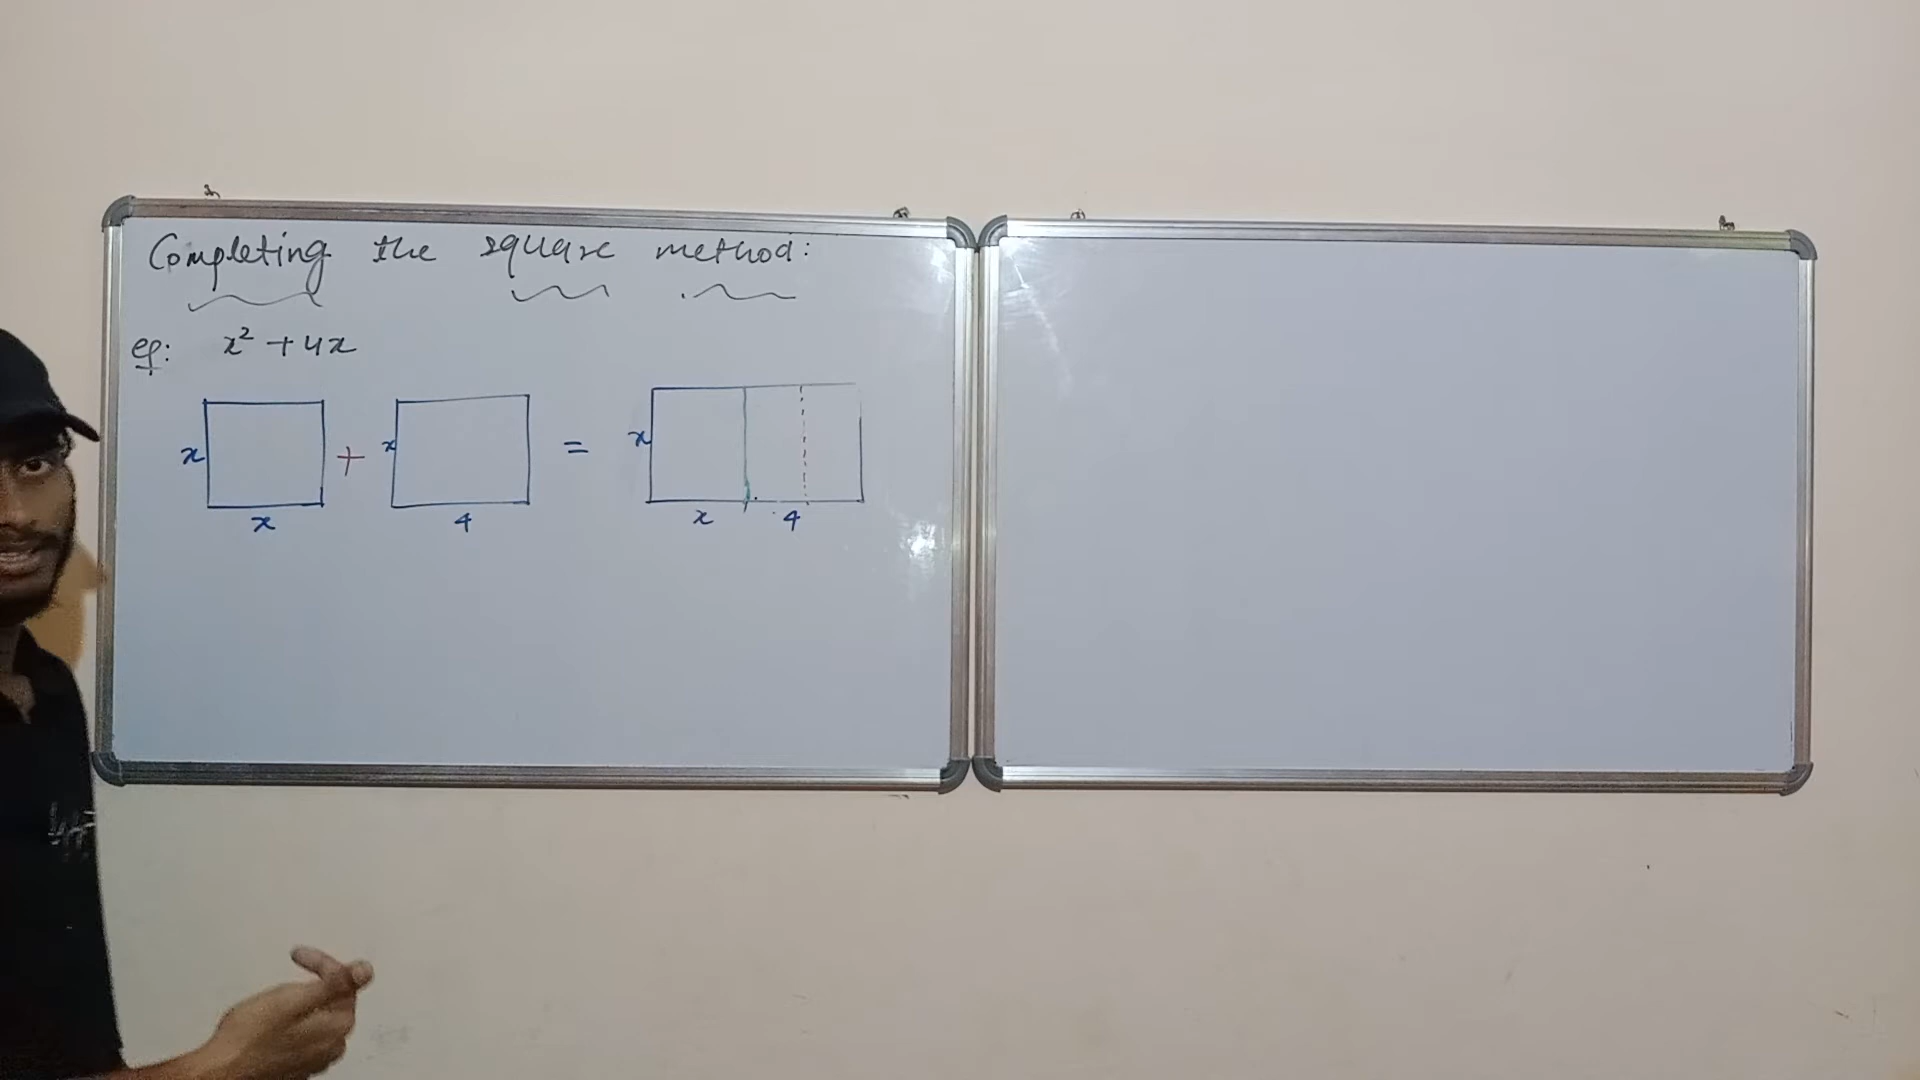 Completing the square method:
eg: x² + 4x
x + x = x
x 4 x 4